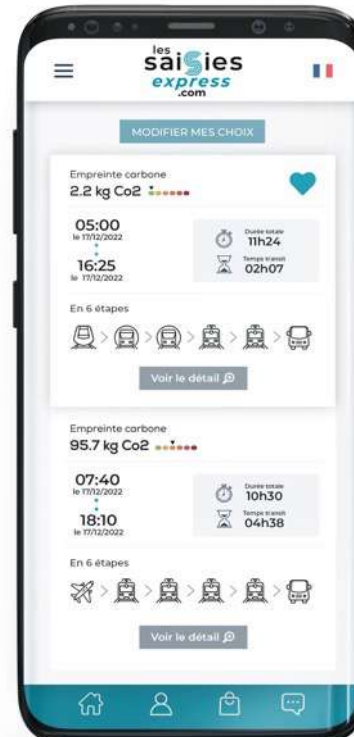 les
saiSies
express
.com
MODIFIER MES CHOIX
Empreinte carbone
2.2 kg Co2
05:00
le 17/12/2022
16:25
le 17/12/2022
Durée totale
11h24
Temps transit
02h07
En 6 étapes
Voir le détail
Empreinte carbone
95.7 kg Co2
07:40
le 17/12/2022
18:10
le 17/12/2022
Durée totale
10h30
Temps transit
04h38
En 6 étapes
Voir le détail